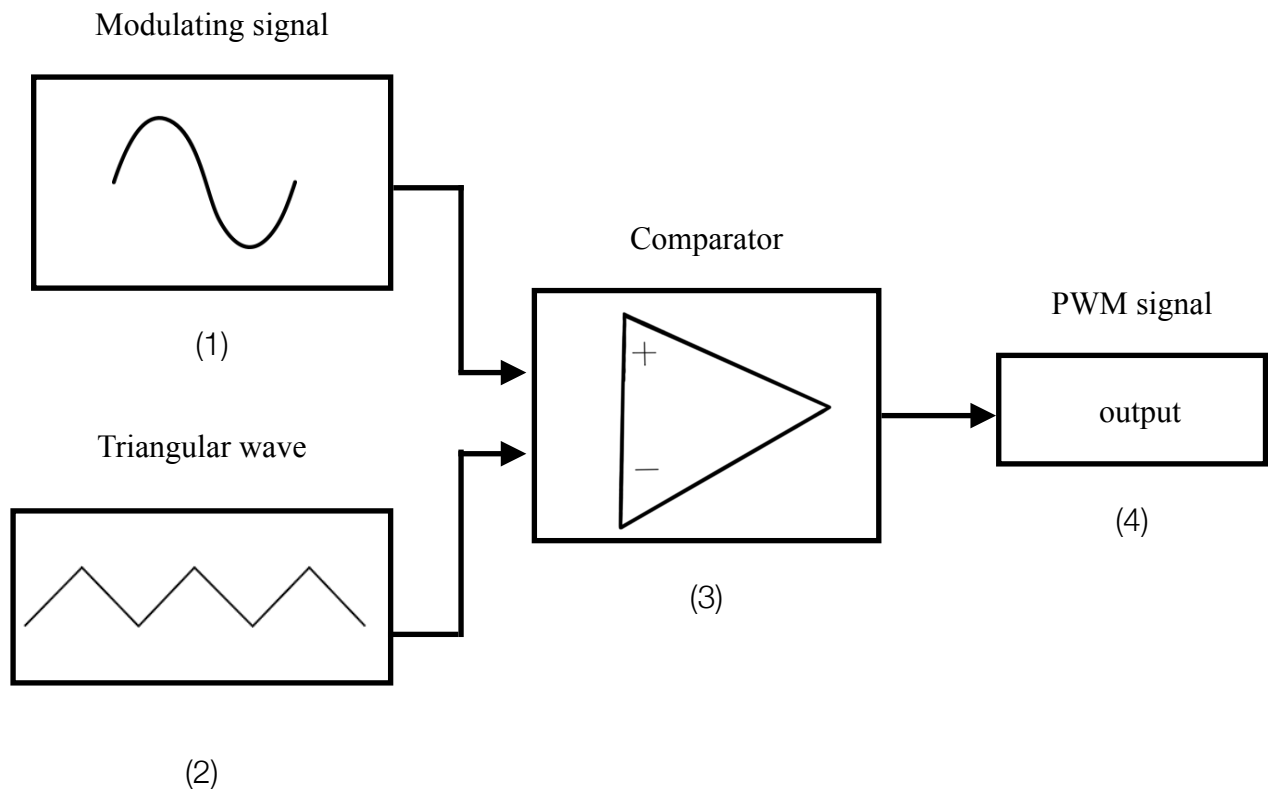 Modulating signal
(1)
Triangular wave
(2)
Comparator
+
−
(3)
PWM signal
output
(4)